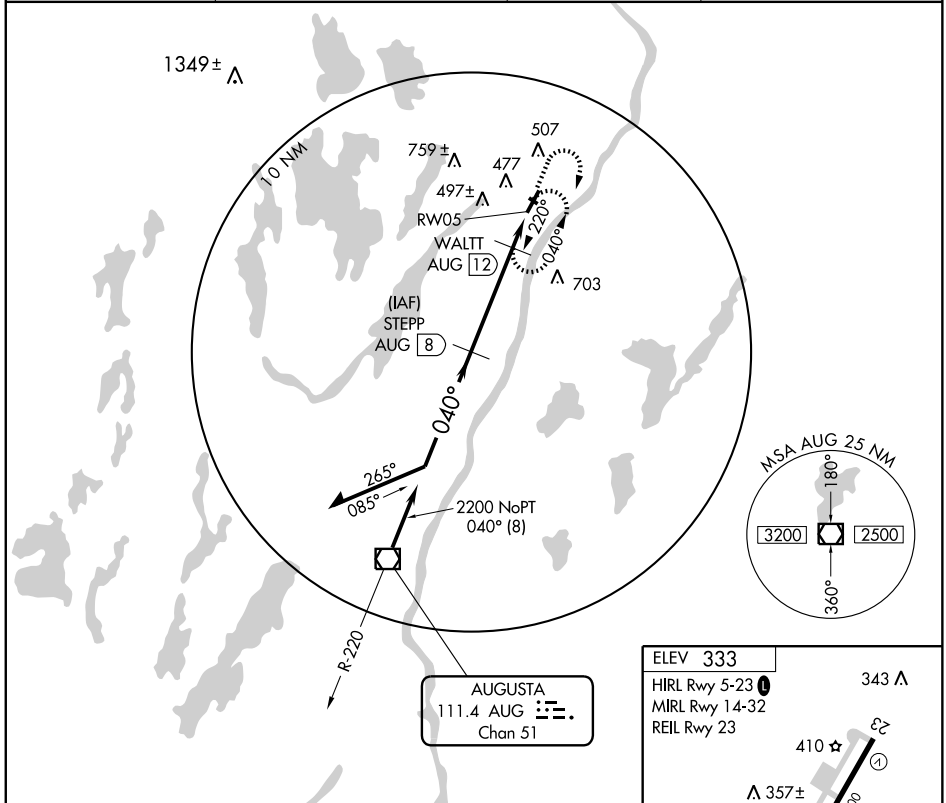 1349±
10 NM
507
759±
477
497±
RW05
220°
040°
WALTT
AUG 12
703
(IAF)
STEPP
AUG 8
040°
265°
085°
2200 NoPT
040° (8)
R-220
AUGUSTA
111.4 AUG
Chan 51
MSA AUG 25 NM
180°
3200
2500
360°
ELEV 333
HIRL Rwy 5-23 L
MIRL Rwy 14-32
REIL Rwy 23
343
23
410
V
357±